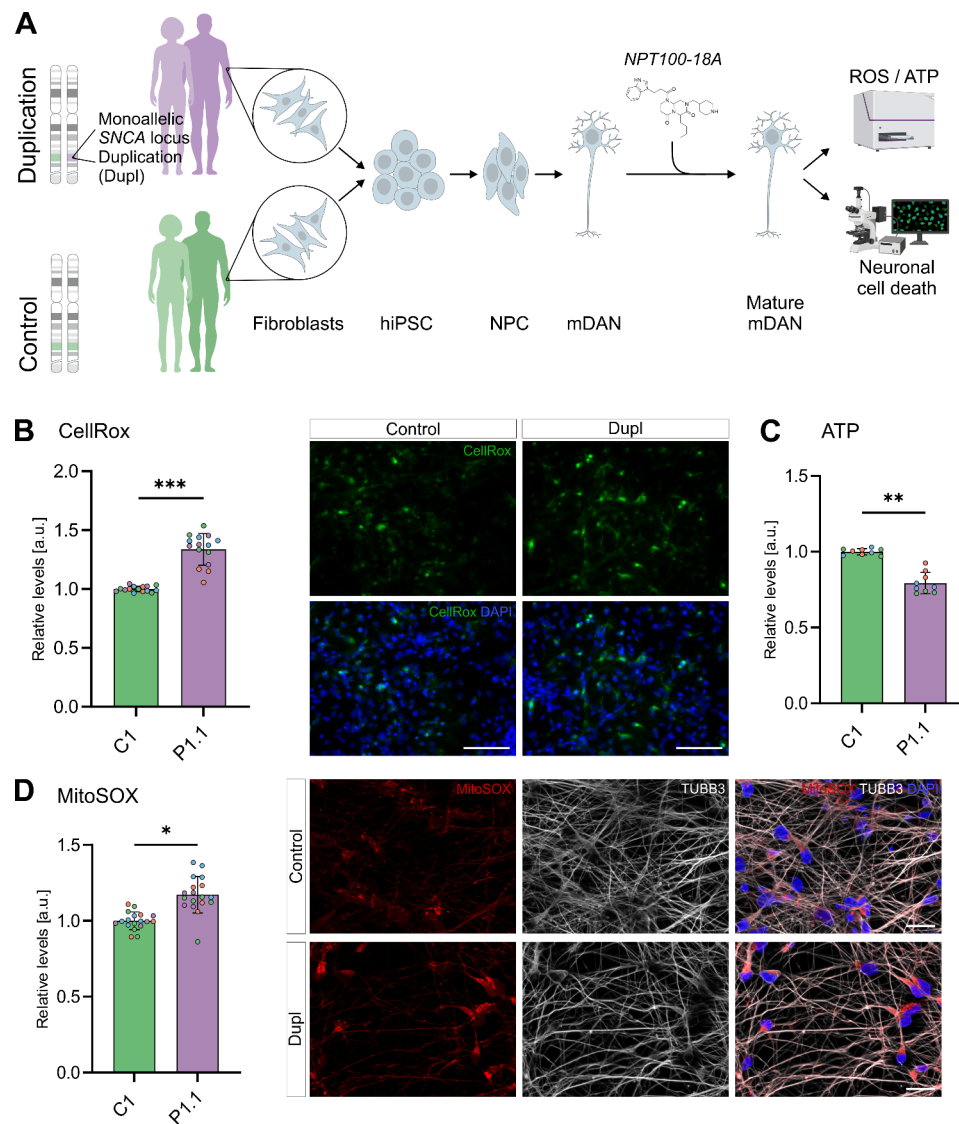 A
Duplication
Monoallelic
SNCA locus
Duplication
(Dupl)
NPT100-18A
ROS / ATP
Control
Fibroblasts
hiPSC
NPC
mDAN
Mature
mDAN
Neuronal
cell death
B
CellRox
Relative levels [a.u.]
2.0
1.5
1.0
0.5
0.0
***
C1
P1.1
Control
Dupl
CellRox
CellRox DAPI
C
ATP
Relative levels [a.u.]
1.5
1.0
0.5
0.0
**
C1
P1.1
D
MitoSOX
Relative levels [a.u.]
1.5
1.0
0.5
0.0
*
C1
P1.1
Control
Dupl
MitoSOX
TUBB3
MitoSOX TUBB3 DAPI